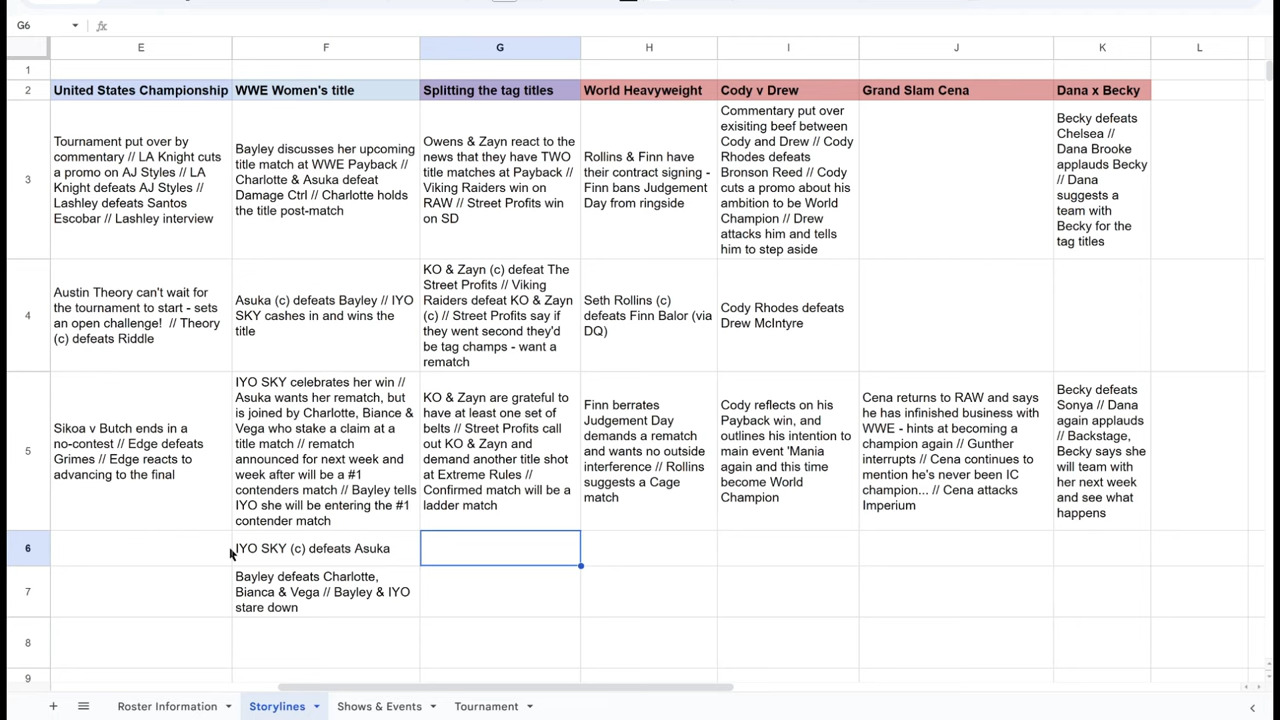 G6
fx
E F G H I J K L
1
2 United States Championship WWE Women's title Splitting the tag titles World Heavyweight Cody v Drew Grand Slam Cena Dana x Becky
3
Tournament put over by
commentary // LA Knight cuts
a promo on AJ Styles // LA
Knight defeats AJ Styles //
Lashley defeats Santos
Escobar // Lashley interview
Bayley discusses her upcoming
title match at WWE Payback //
Charlotte & Asuka defeat
Damage Ctrl // Charlotte holds
the title post-match
Owens & Zayn react to the
news that they have TWO
title matches at Payback //
Viking Raiders win on
RAW // Street Profits win
on SD
Rollins & Finn have
their contract signing -
Finn bans Judgement
Day from ringside
Commentary put over
exisiting beef between
Cody and Drew // Cody
Rhodes defeats
Bronson Reed // Cody
cuts a promo about his
ambition to be World
Champion // Drew
attacks him and tells
him to step aside
Becky defeats
Chelsea //
Dana Brooke
applauds Becky
// Dana
suggests a
team with
Becky for the
tag titles
4
Austin Theory can't wait for
the tournament to start - sets
an open challenge! // Theory
(c) defeats Riddle
Asuka (c) defeats Bayley // IYO
SKY cashes in and wins the
title
KO & Zayn (c) defeat The
Street Profits // Viking
Raiders defeat KO & Zayn
(c) // Street Profits say if
they went second they'd
be tag champs - want a
rematch
Seth Rollins (c)
defeats Finn Balor (via
DQ)
Cody Rhodes defeats
Drew McIntyre
5
Sikoa v Butch ends in a
no-contest // Edge defeats
Grimes // Edge reacts to
advancing to the final
IYO SKY celebrates her win //
Asuka wants her rematch, but
is joined by Charlotte, Biance &
Vega who stake a claim at a
title match // rematch
announced for next week and
week after will be a #1
contenders match // Bayley tells
IYO she will be entering the #1
contender match
KO & Zayn are grateful to
have at least one set of
belts // Street Profits call
out KO & Zayn and
demand another title shot
at Extreme Rules //
Confirmed match will be a
ladder match
Finn berrates
Judgement Day
demands a rematch
and wants no outside
interference // Rollins
suggests a Cage
match
Cody reflects on his
Payback win, and
outlines his intention to
main event 'Mania
again and this time
become World
Champion
Cena returns to RAW and says
he has infinished business with
WWE - hints at becoming a
champion again // Gunther
interrupts // Cena continues to
mention he's never been IC
champion... // Cena attacks
Imperium
Becky defeats
Sonya // Dana
again applauds
// Backstage,
Becky says she
will team with
her next week
and see what
happens
6
IYO SKY (c) defeats Asuka
7
Bayley defeats Charlotte,
Bianca & Vega // Bayley & IYO
stare down
8
9
Roster Information Storylines Shows & Events Tournament